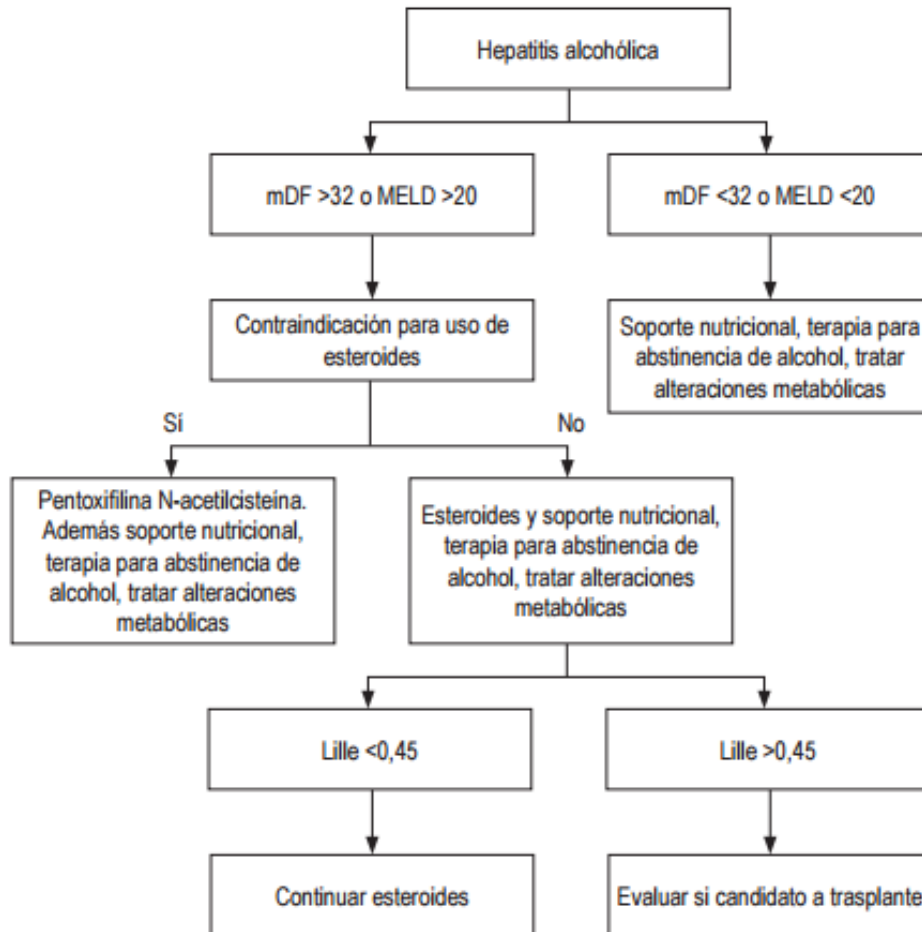 Hepatitis alcohólica
mDF >32 o MELD >20
mDF <32 o MELD <20
Contraindicación para uso de
esteroides
Soporte nutricional, terapia para
abstinencia de alcohol, tratar
alteraciones metabólicas
Sí
No
Pentoxifilina N-acetilcisteína.
Además soporte nutricional,
terapia para abstinencia de
alcohol, tratar alteraciones
metabólicas
Esteroides y soporte nutricional,
terapia para abstinencia de
alcohol, tratar alteraciones
metabólicas
Lille <0,45
Lille >0,45
Continuar esteroides
Evaluar si candidato a trasplante